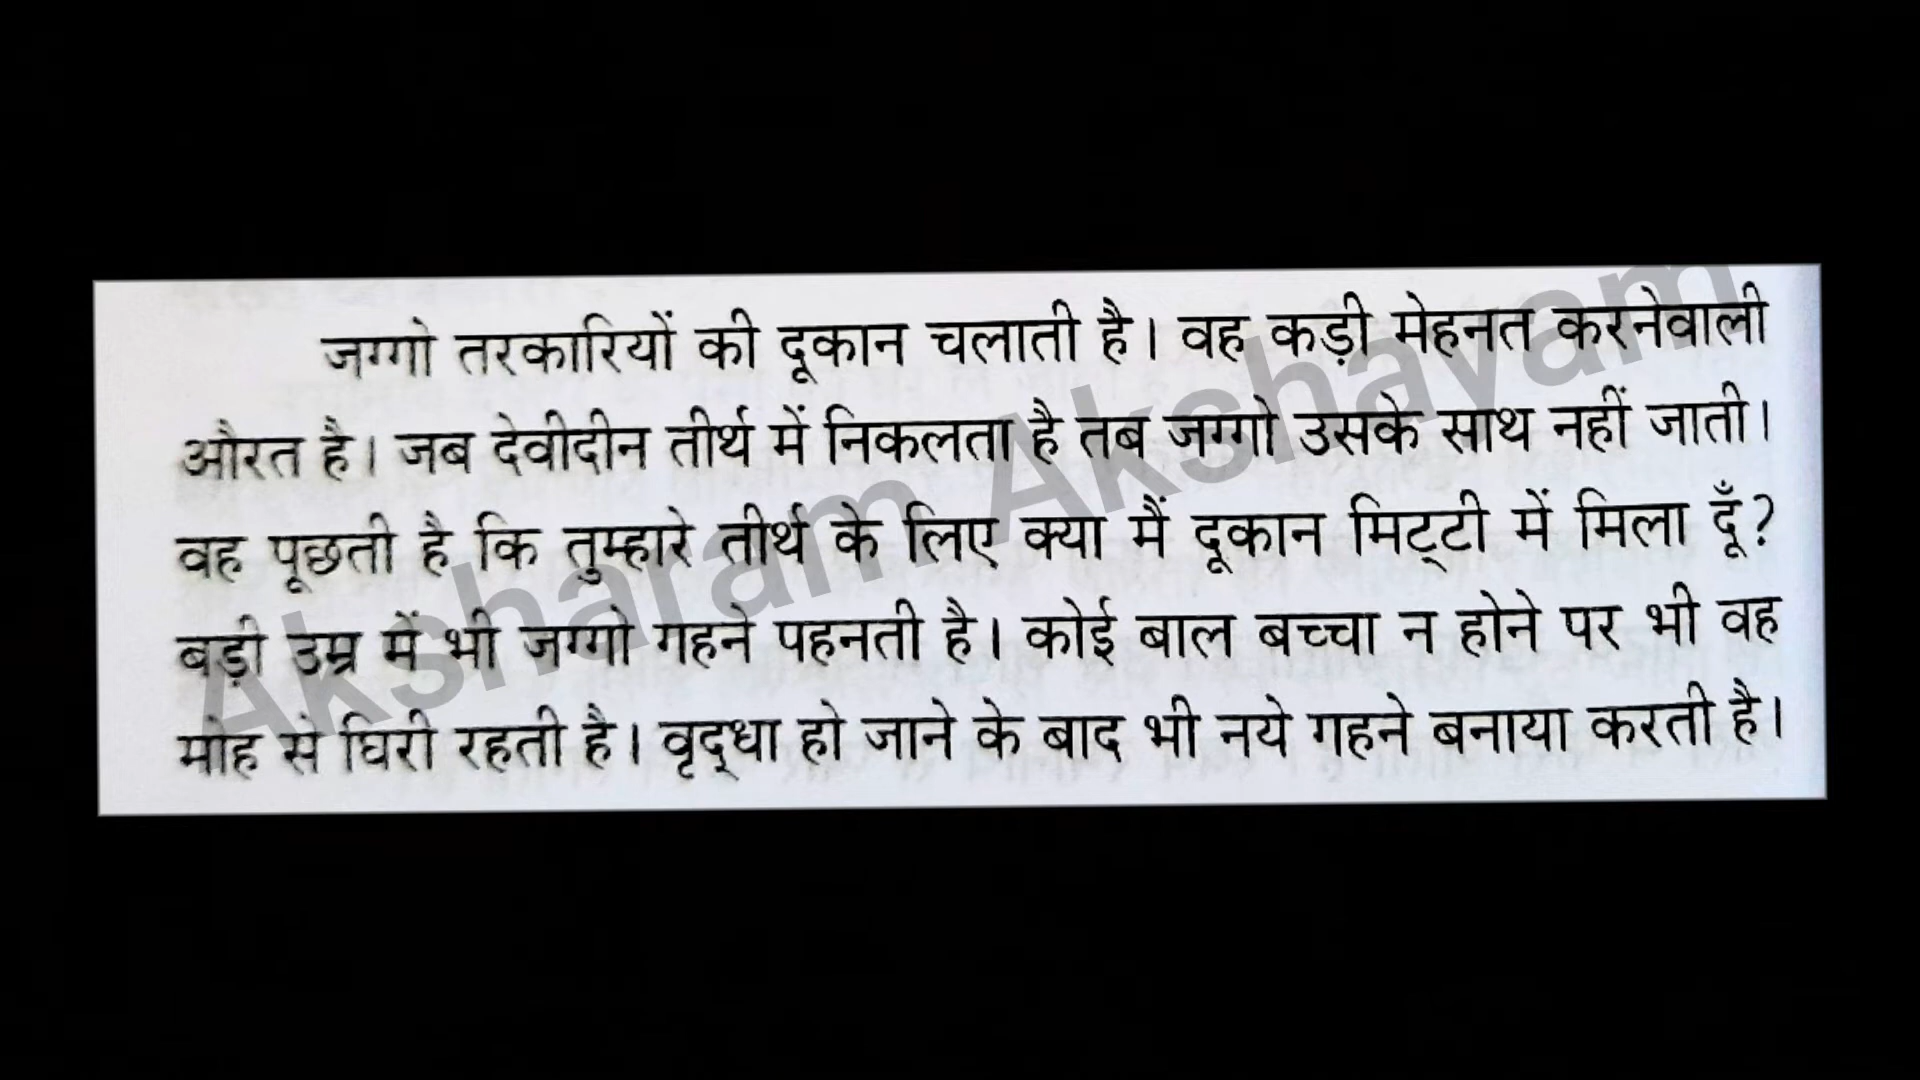 जग्गो तरकारियों की दूकान चलाती है। वह कड़ी मेहनत करनेवाली
औरत है। जब देवीदीन तीर्थ में निकलता है तब जग्गो उसके साथ नहीं जाती।
वह पूछती है कि तुम्हारे तीर्थ के लिए क्या मैं दूकान मिट्‌टी में मिला दूँ?
बड़ी उम्र में भी जग्गो गहने पहनती है। कोई बाल बच्चा न होने पर भी वह
मोह से घिरी रहती है। वृद्‌धा हो जाने के बाद भी नये गहने बनाया करती है।
Aksharam Akshayam